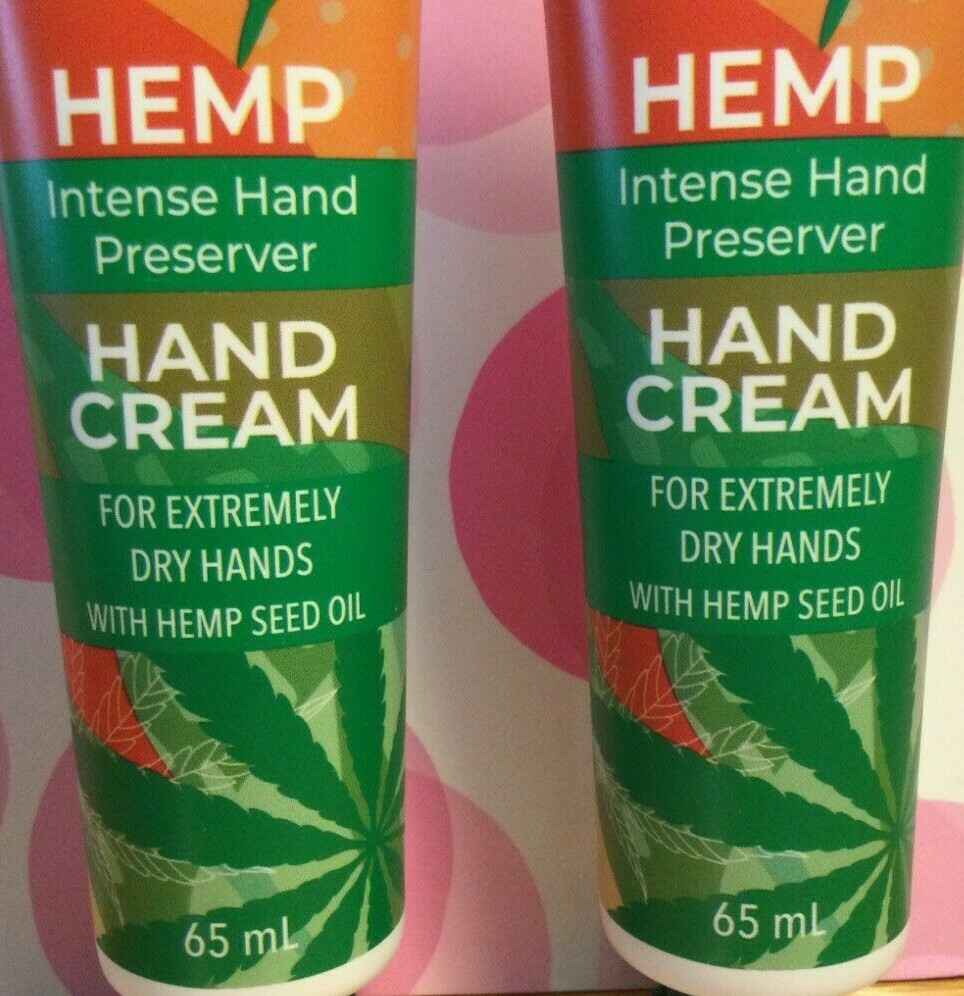 HEMP
Intense Hand
Preserver
HAND
CREAM
FOR EXTREMELY
DRY HANDS
WITH HEMP SEED OIL
65 mL
HEMP
Intense Hand
Preserver
HAND
CREAM
FOR EXTREMELY
DRY HANDS
WITH HEMP SEED OIL
65 mL